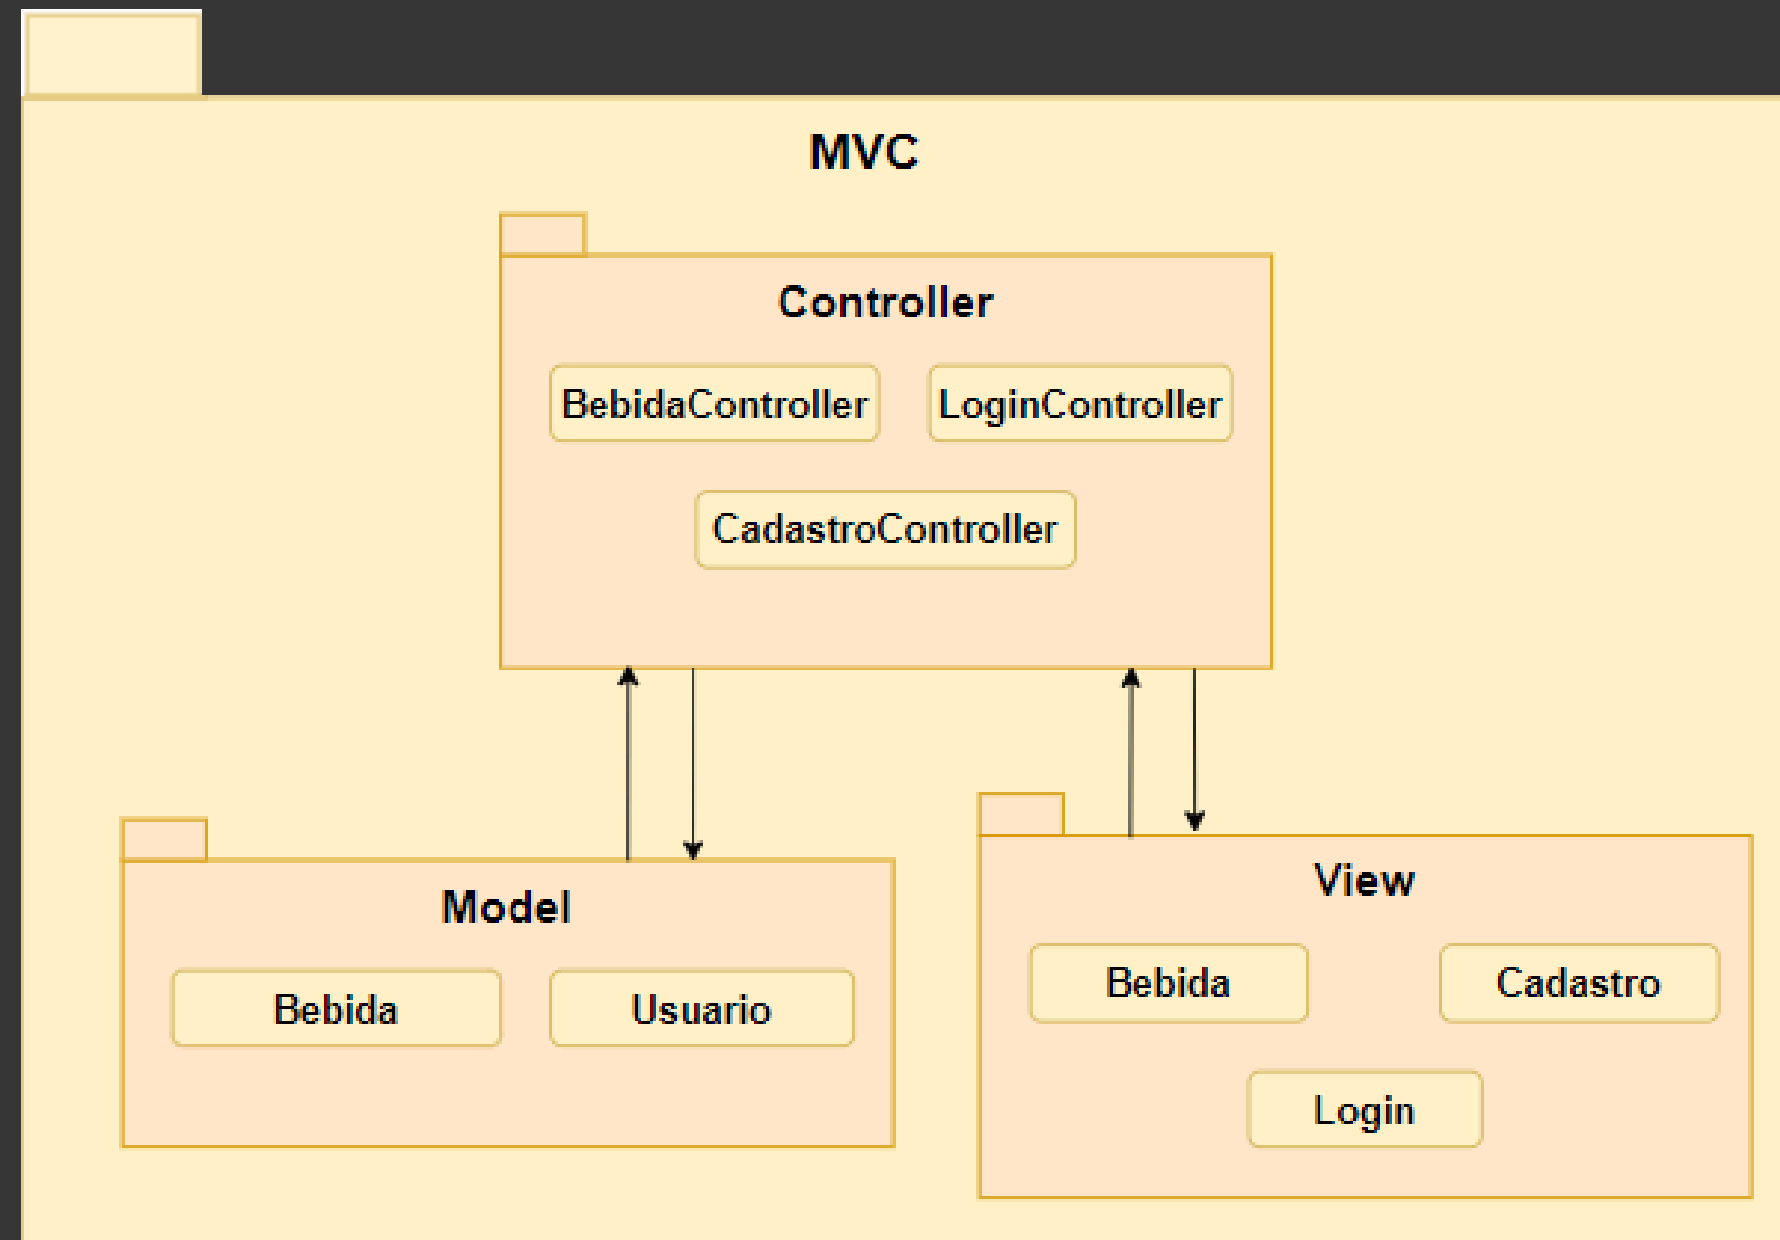 MVC
Controller
BebidaController
LoginController
CadastroController
Model
Bebida
Usuario
View
Bebida
Cadastro
Login